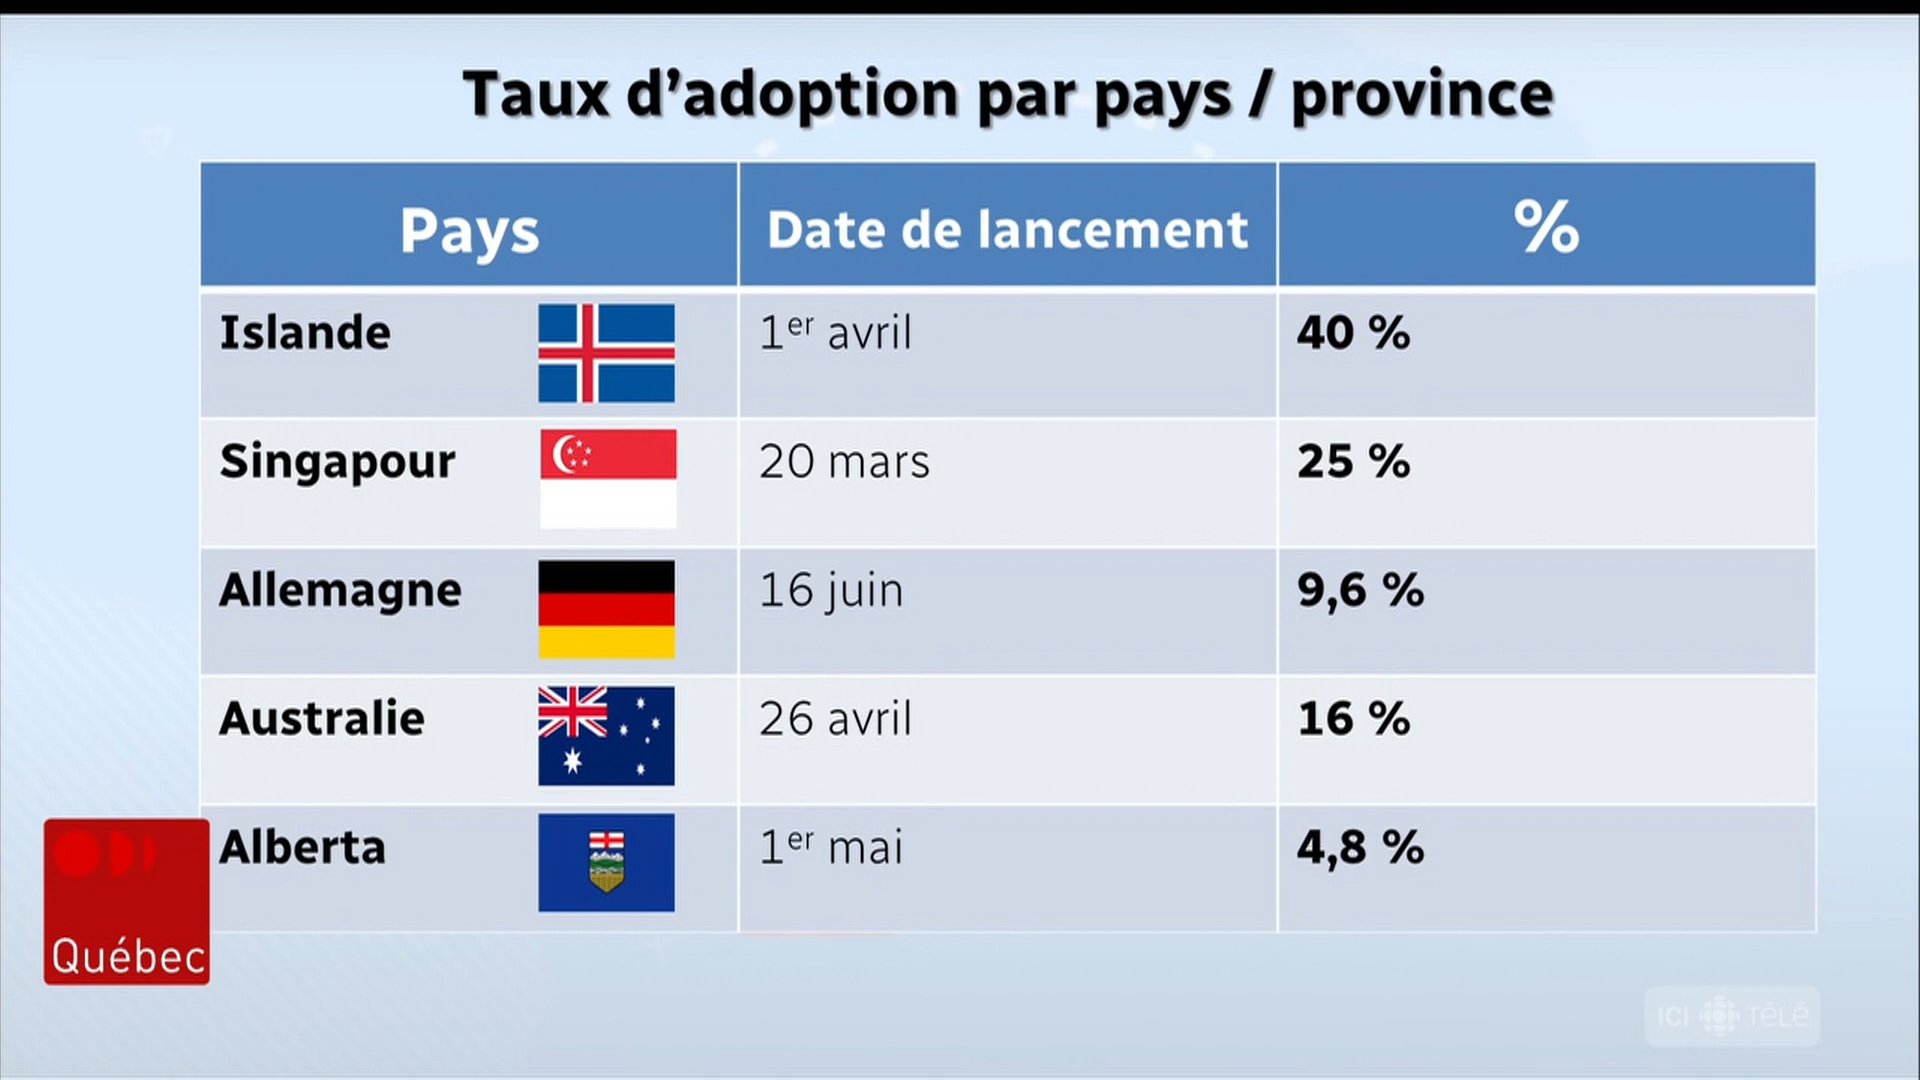 Taux d’adoption par pays / province
Pays Date de lancement %
Islande 1er avril 40 %
Singapour 20 mars 25 %
Allemagne 16 juin 9,6 %
Australie 26 avril 16 %
Alberta 1er mai 4,8 %
Québec
ICI TÉLÉ